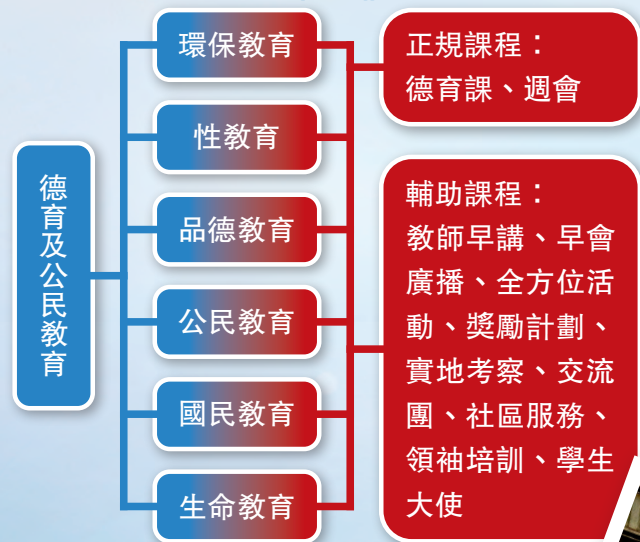 德育及公民教育
環保教育
性教育
品德教育
公民教育
國民教育
生命教育
正規課程：
德育課、週會
輔助課程：
教師早講、早會
廣播、全方位活
動、獎勵計劃、
實地考察、交流
團、社區服務、
領袖培訓、學生
大使